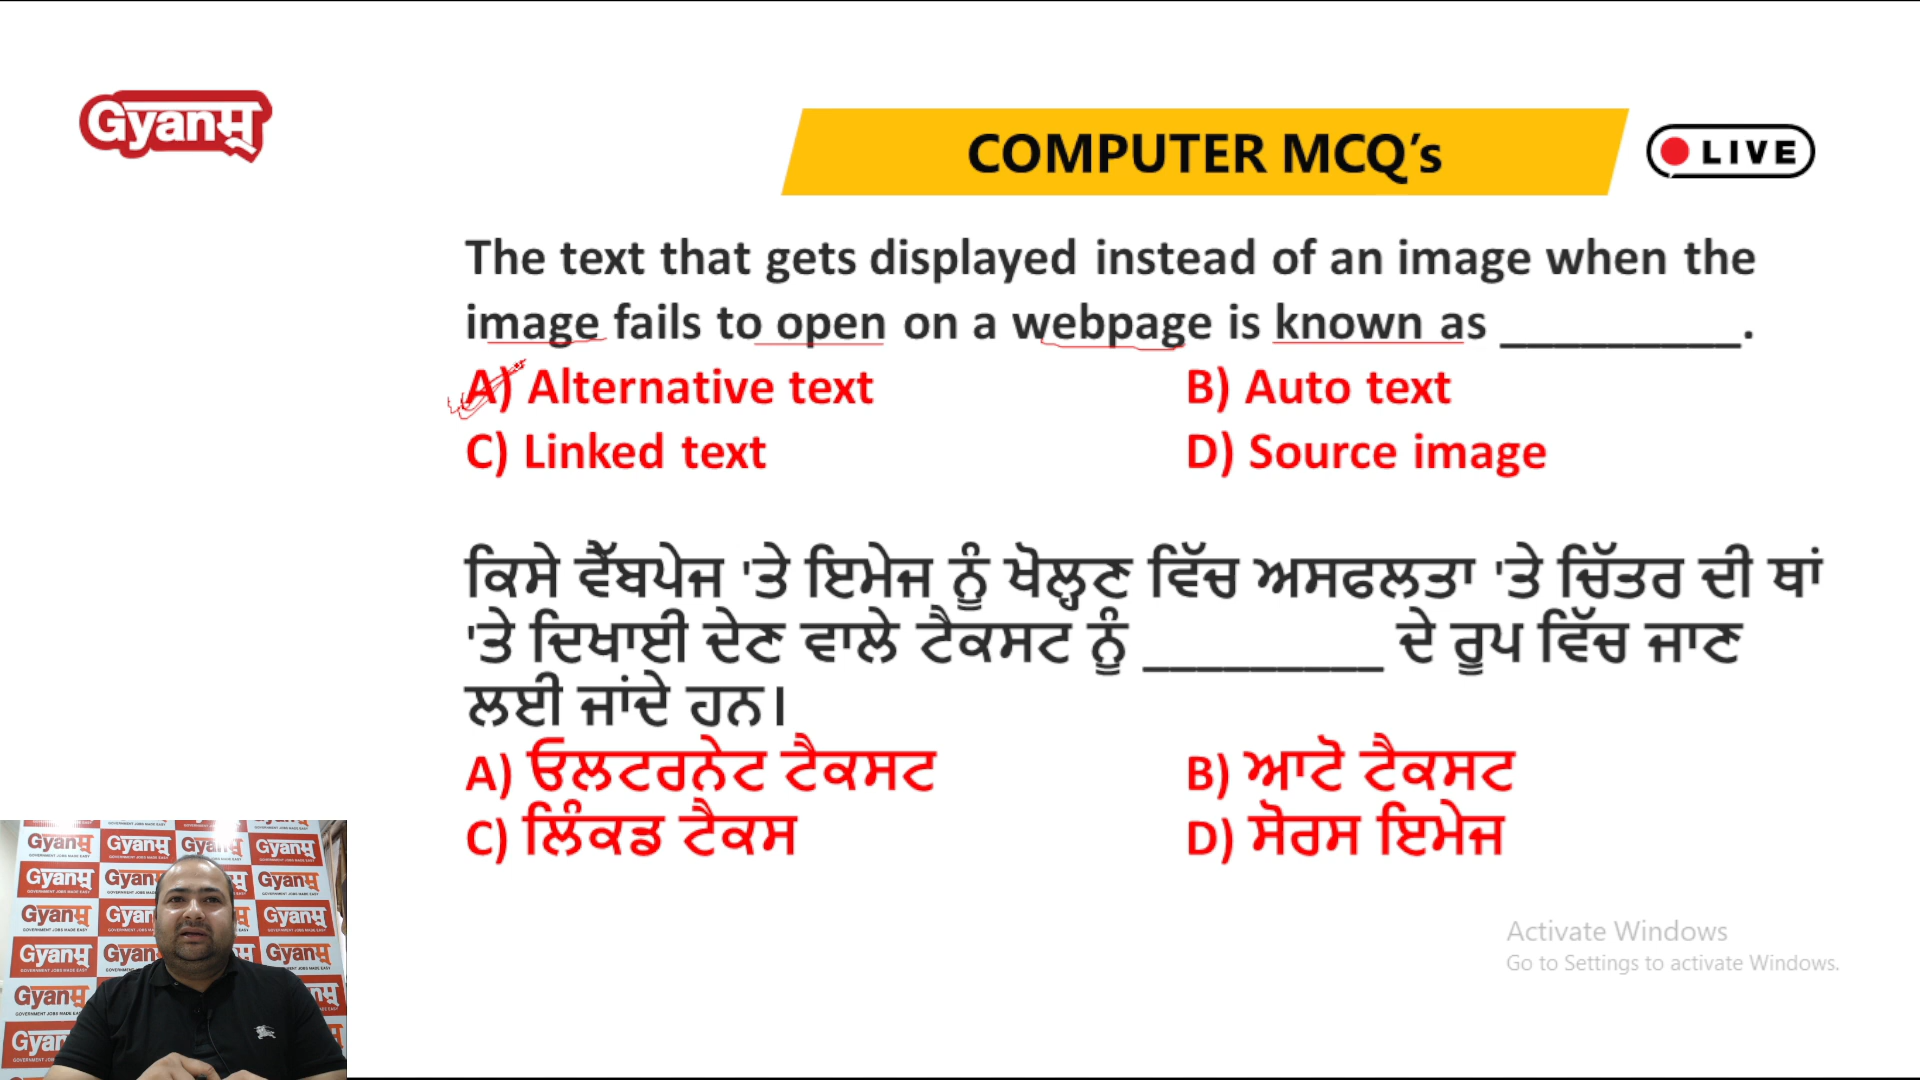 Gyanਸ੍ਰ
COMPUTER MCQ’s
LIVE
The text that gets displayed instead of an image when the
image fails to open on a webpage is known as _________.
A) Alternative text
B) Auto text
C) Linked text
D) Source image
ਕਿਸੇ ਵੈੱਬਪੇਜ 'ਤੇ ਇਮੇਜ ਨੂੰ ਖੋਲ੍ਹਣ ਵਿੱਚ ਅਸਫਲਤਾ 'ਤੇ ਚਿੱਤਰ ਦੀ ਥਾਂ
'ਤੇ ਦਿਖਾਈ ਦੇਣ ਵਾਲੇ ਟੈਕਸਟ ਨੂੰ _________ ਦੇ ਰੂਪ ਵਿੱਚ ਜਾਣ
ਲਈ ਜਾਂਦੇ ਹਨ।
A) ਓਲਟਰਨੇਟ ਟੈਕਸਟ
B) ਆਟੋ ਟੈਕਸਟ
C) ਲਿੰਕਡ ਟੈਕਸ
D) ਸੋਰਸ ਇਮੇਜ
Activate Windows
Go to Settings to activate Windows.